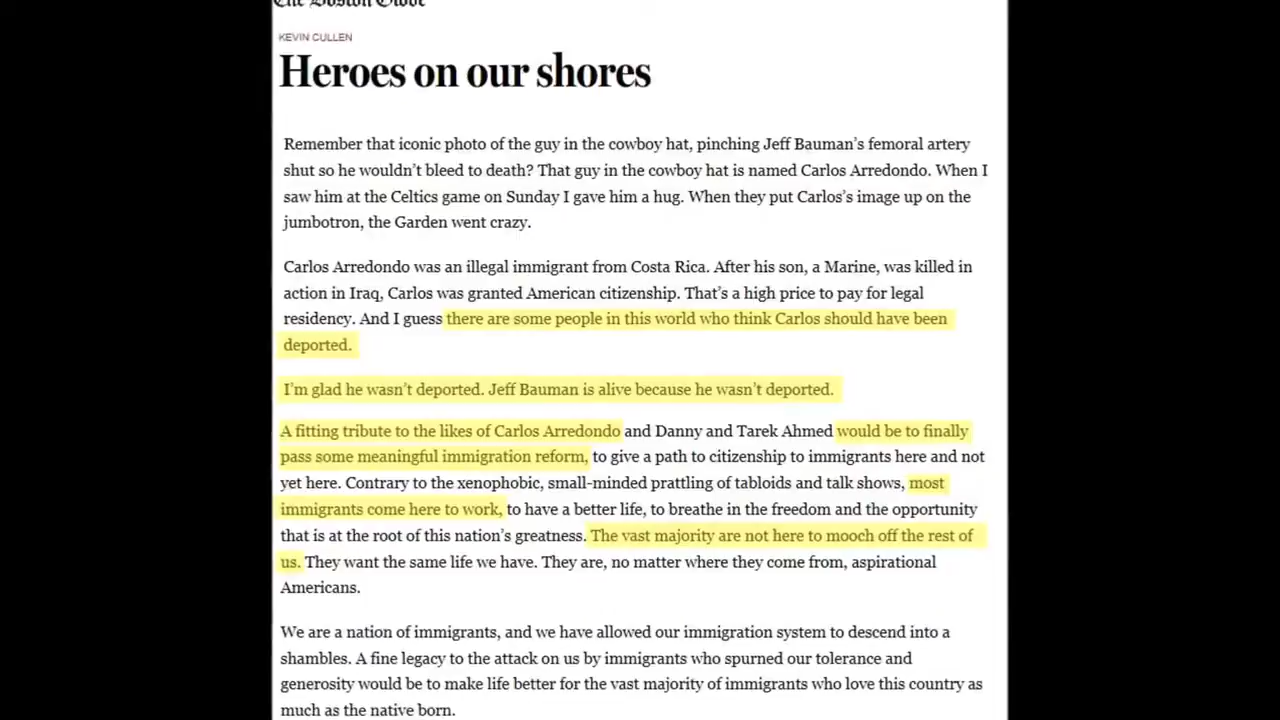 The Boston Globe
KEVIN CULLEN
Heroes on our shores
Remember that iconic photo of the guy in the cowboy hat, pinching Jeff Bauman’s femoral artery
shut so he wouldn’t bleed to death? That guy in the cowboy hat is named Carlos Arredondo. When I
saw him at the Celtics game on Sunday I gave him a hug. When they put Carlos’s image up on the
jumbotron, the Garden went crazy.
Carlos Arredondo was an illegal immigrant from Costa Rica. After his son, a Marine, was killed in
action in Iraq, Carlos was granted American citizenship. That’s a high price to pay for legal
residency. And I guess there are some people in this world who think Carlos should have been
deported.
I’m glad he wasn’t deported. Jeff Bauman is alive because he wasn’t deported.
A fitting tribute to the likes of Carlos Arredondo and Danny and Tarek Ahmed would be to finally
pass some meaningful immigration reform, to give a path to citizenship to immigrants here and not
yet here. Contrary to the xenophobic, small-minded prattling of tabloids and talk shows, most
immigrants come here to work, to have a better life, to breathe in the freedom and the opportunity
that is at the root of this nation’s greatness. The vast majority are not here to mooch off the rest of
us. They want the same life we have. They are, no matter where they come from, aspirational
Americans.
We are a nation of immigrants, and we have allowed our immigration system to descend into a
shambles. A fine legacy to the attack on us by immigrants who spurned our tolerance and
generosity would be to make life better for the vast majority of immigrants who love this country as
much as the native born.